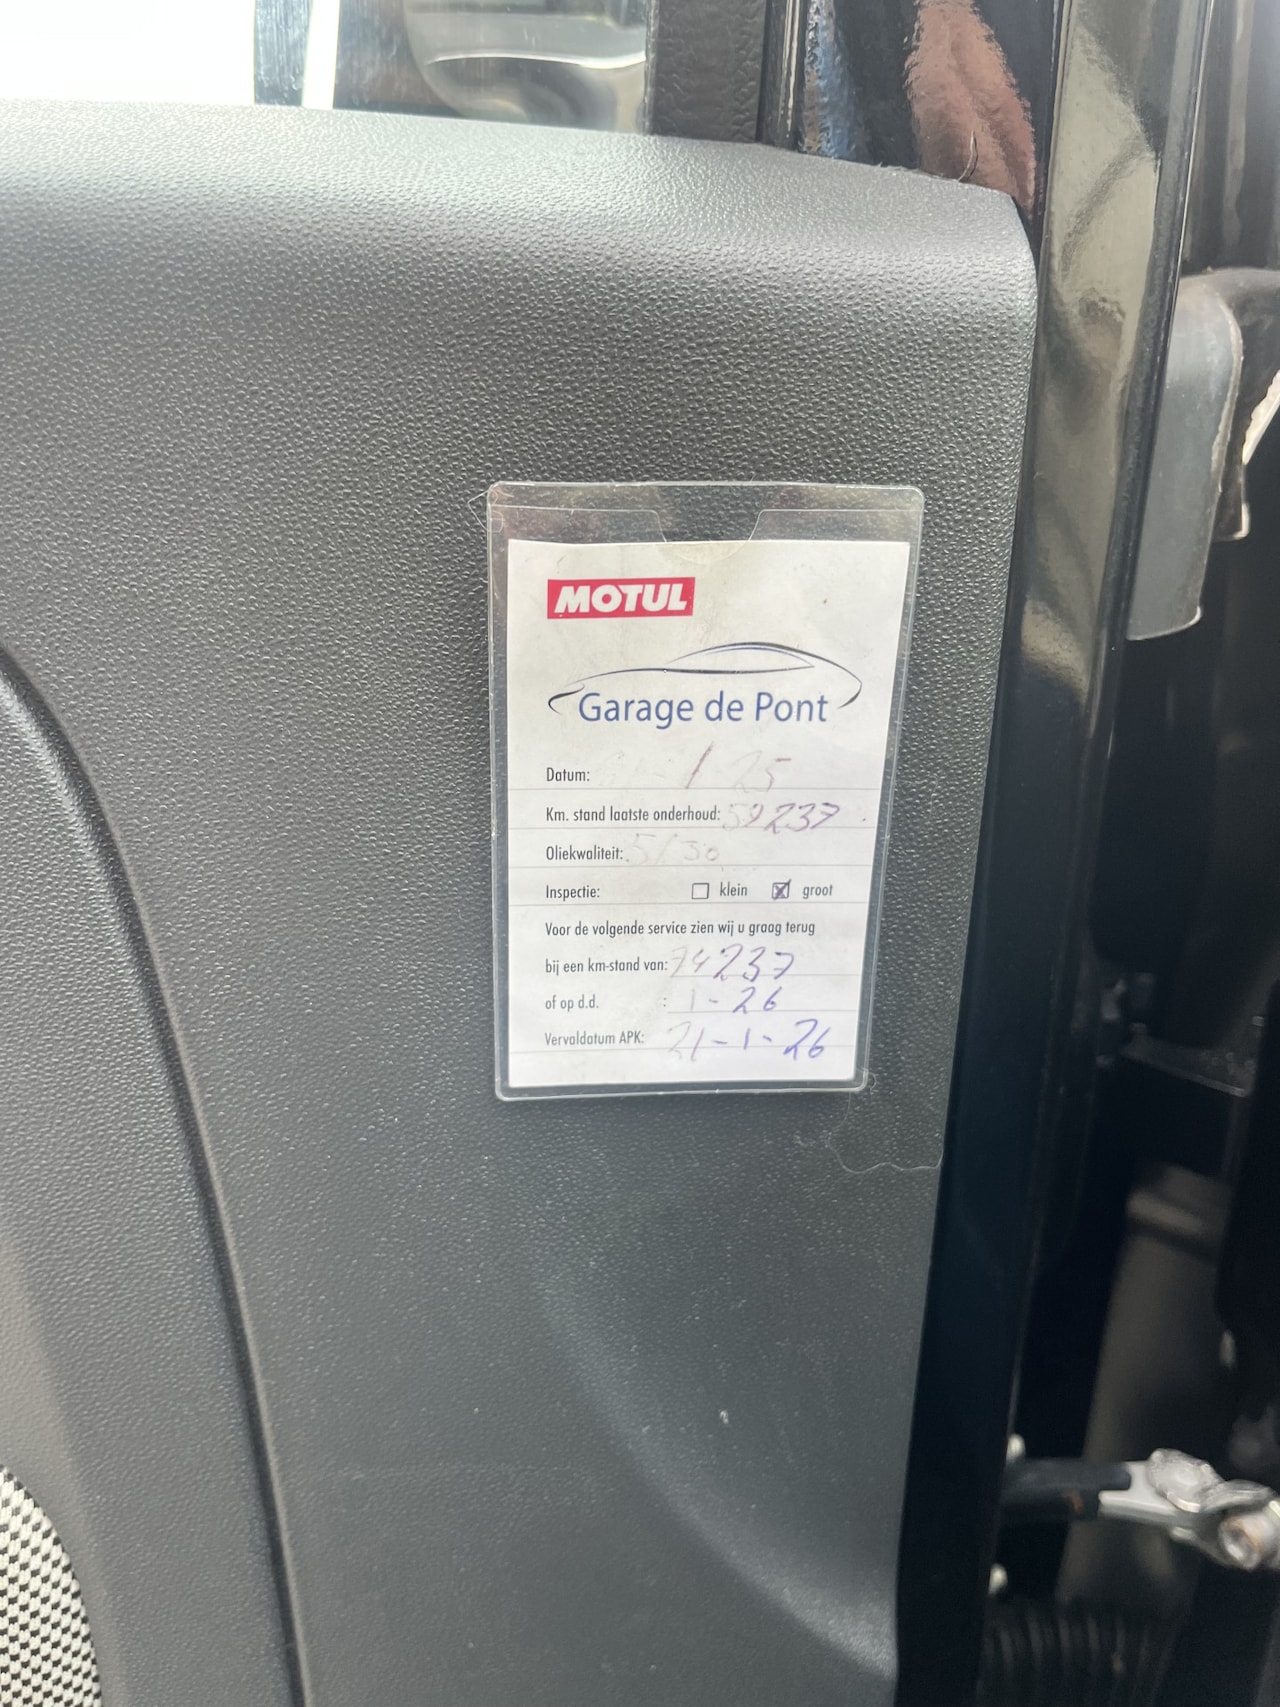 MOTUL
Garage de Pont
Datum: 21-1-25
Km. stand laatste onderhoud: 59237
Oliekwaliteit: 5/30
Inspectie: klein groot
Voor de volgende service zien wij u graag terug
bij een km-stand van: 74237
of op d.d. : 1-26
Vervaldatum APK: 21-1-26